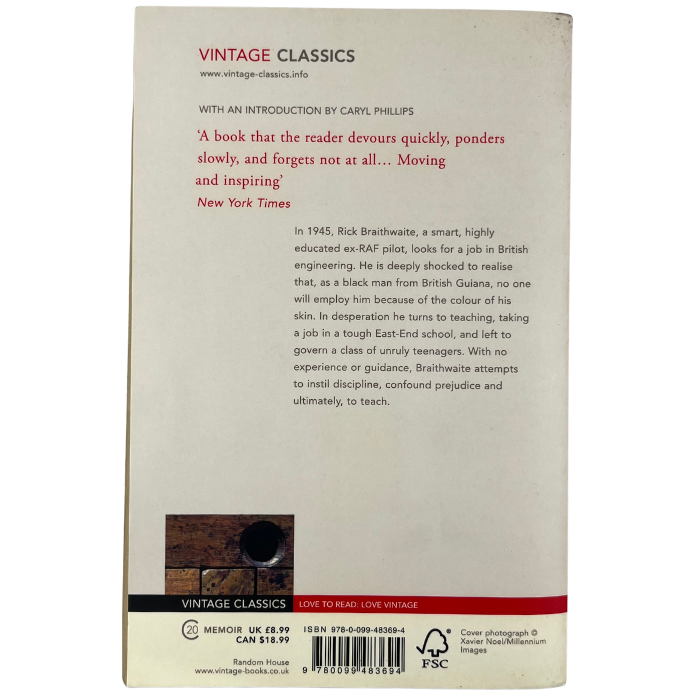 VINTAGE CLASSICS
www.vintage-classics.info
WITH AN INTRODUCTION BY CARYL PHILLIPS
‘A book that the reader devours quickly, ponders
slowly, and forgets not at all... Moving
and inspiring’
New York Times
In 1945, Rick Braithwaite, a smart, highly
educated ex-RAF pilot, looks for a job in British
engineering. He is deeply shocked to realise
that, as a black man from British Guiana, no one
will employ him because of the colour of his
skin. In desperation he turns to teaching, taking
a job in a tough East-End school, and left to
govern a class of unruly teenagers. With no
experience or guidance, Braithwaite attempts
to instil discipline, confound prejudice and
ultimately, to teach.
VINTAGE CLASSICS LOVE TO READ: LOVE VINTAGE
C20 MEMOIR UK £8.99
CAN $18.99
Random House
www.vintage-books.co.uk
ISBN 978-0-099-48369-4
9 780099 483694
FSC
Cover photograph ©
Xavier Noel/Millennium
Images